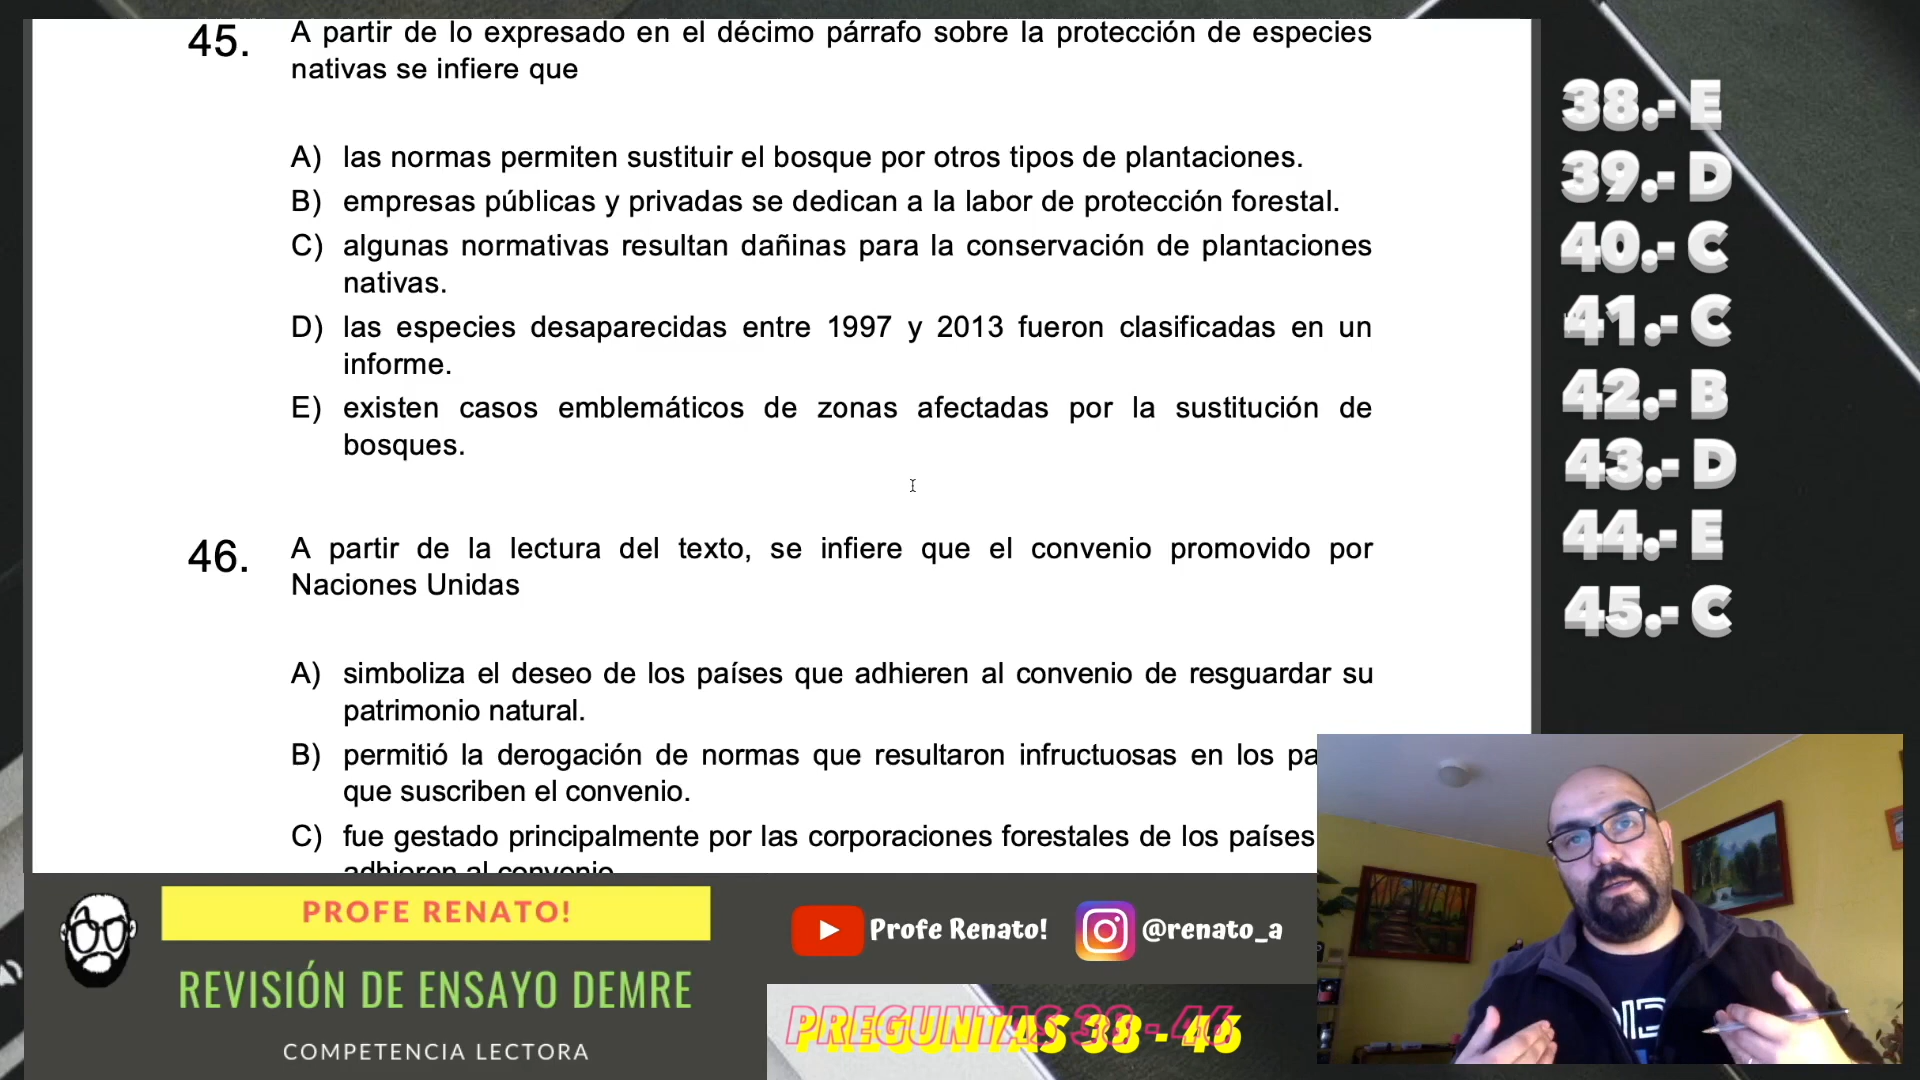 45. A partir de lo expresado en el décimo párrafo sobre la protección de especies
nativas se infiere que
A) las normas permiten sustituir el bosque por otros tipos de plantaciones.
B) empresas públicas y privadas se dedican a la labor de protección forestal.
C) algunas normativas resultan dañinas para la conservación de plantaciones
nativas.
D) las especies desaparecidas entre 1997 y 2013 fueron clasificadas en un
informe.
E) existen casos emblemáticos de zonas afectadas por la sustitución de
bosques.
46. A partir de la lectura del texto, se infiere que el convenio promovido por
Naciones Unidas
A) simboliza el deseo de los países que adhieren al convenio de resguardar su
patrimonio natural.
B) permitió la derogación de normas que resultaron infructuosas en los pa
que suscriben el convenio.
C) fue gestado principalmente por las corporaciones forestales de los países
adhieren al convenio
38.- E
39.- D
40.- C
41.- C
42.- B
43.- D
44.- E
45.- C
PROFE RENATO!
REVISIÓN DE ENSAYO DEMRE
COMPETENCIA LECTORA
Profe Renato!
@renato_a
PREGUNTAS 38 - 46